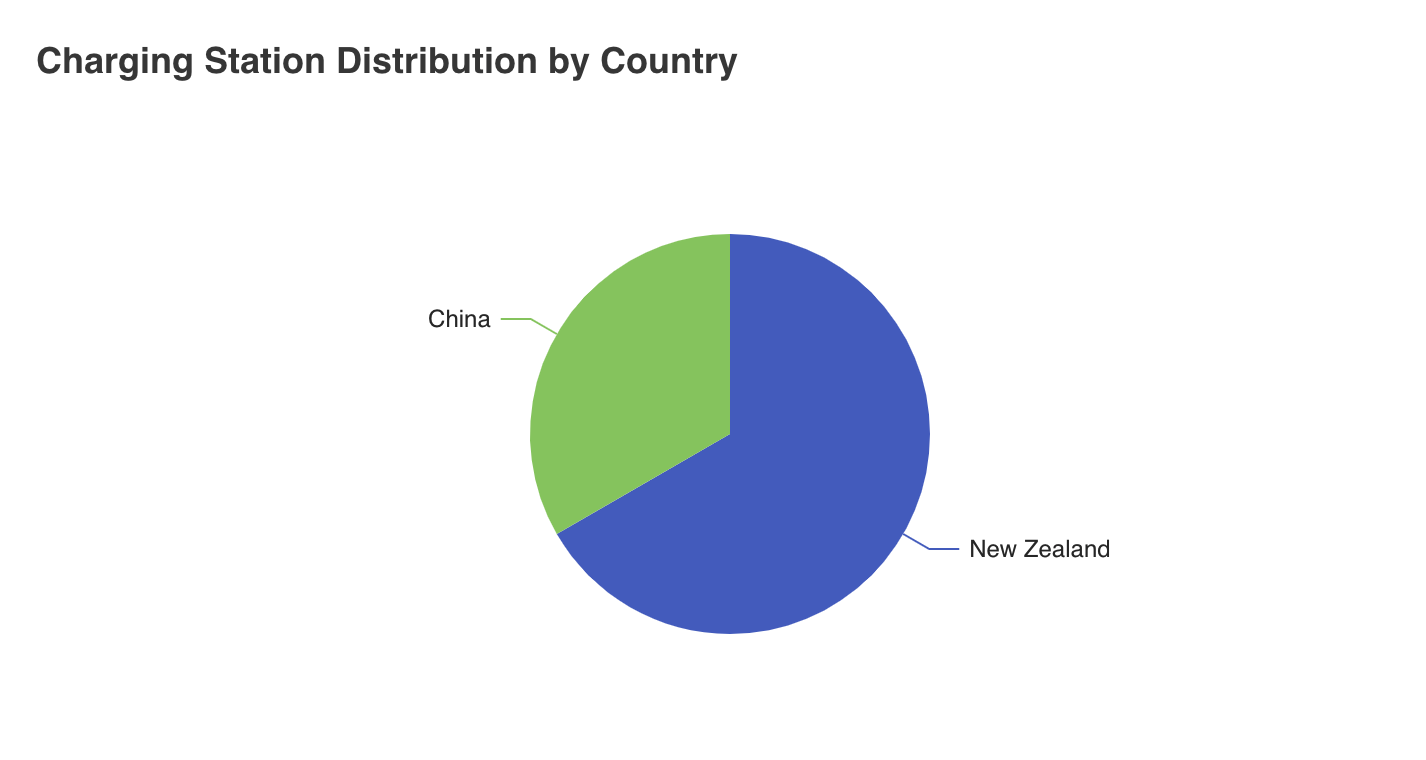 Charging Station Distribution by Country
China
New Zealand